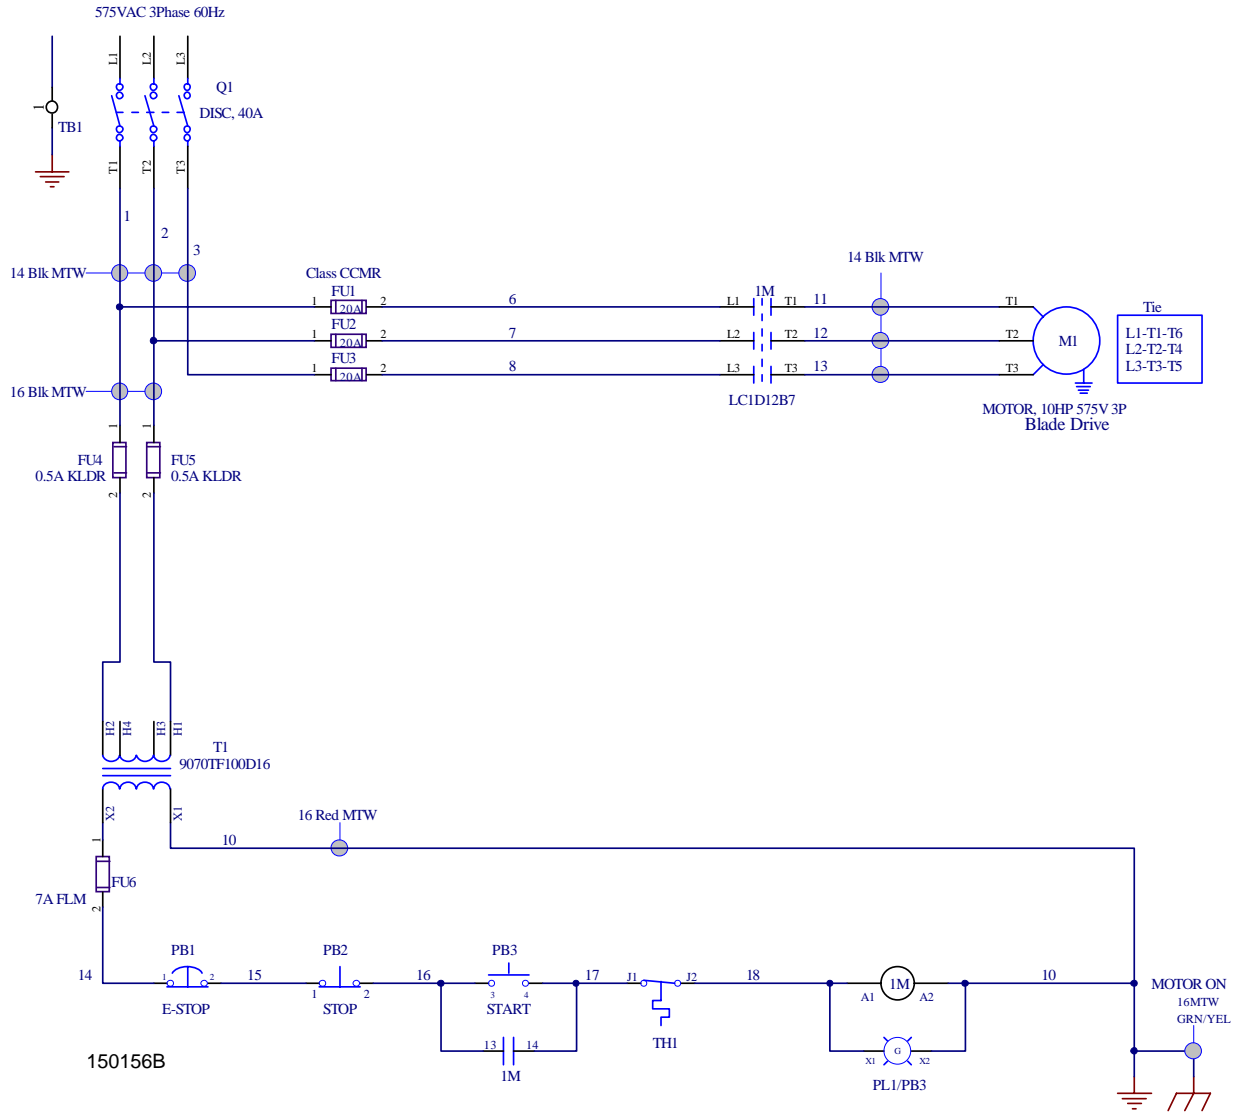 575VAC 3Phase 60Hz
L1
L2
L3
Q1
DISC, 40A
1
TB1
T1
T2
T3
1
2
3
14 Blk MTW
Class CCMR
14 Blk MTW
FU1
1
20A
2
6
L1
1M
T1
11
T1
Tie
FU2
1
20A
2
7
L2
T2
12
T2
M1
L1-T1-T6
L2-T2-T4
L3-T3-T5
FU3
1
20A
2
8
L3
T3
13
T3
16 Blk MTW
LC1D12B7
MOTOR, 10HP 575V 3P
Blade Drive
1
1
FU4
0.5A KLDR
FU5
0.5A KLDR
2
2
H2
H4
H3
H1
T1
9070TF100D16
X2
X1
16 Red MTW
10
1
FU6
7A FLM
2
14
PB1
1
2
E-STOP
15
PB2
1
2
STOP
16
PB3
3
4
START
17
J1
J2
TH1
18
A1
1M
A2
10
MOTOR ON
16MTW
GRN/YEL
13
14
1M
X1
G
X2
PL1/PB3
150156B